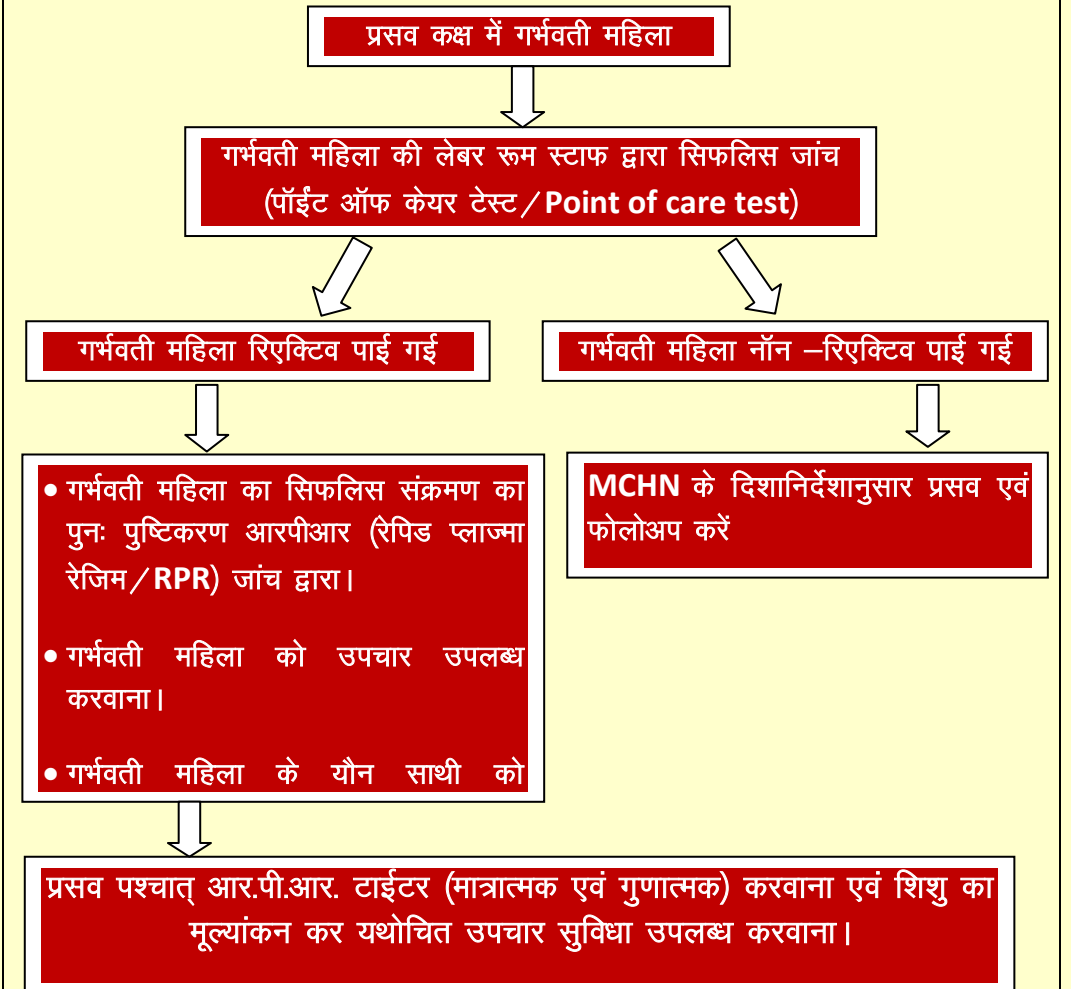 प्रसव कक्ष में गर्भवती महिला
गर्भवती महिला की लेबर रूम स्टाफ द्वारा सिफलिस जांच
(पॉईंट ऑफ केयर टेस्ट/Point of care test)
गर्भवती महिला रिएक्टिव पाई गई
गर्भवती महिला नॉन –रिएक्टिव पाई गई
• गर्भवती महिला का सिफलिस संक्रमण का
पुनः पुष्टिकरण आरपीआर (रेपिड प्लाज्मा
रेजिम/RPR) जांच द्वारा।
• गर्भवती महिला को उपचार उपलब्ध
करवाना।
• गर्भवती महिला के यौन साथी को
MCHN के दिशानिर्देशानुसार प्रसव एवं
फोलोअप करें
प्रसव पश्चात् आर.पी.आर. टाईटर (मात्रात्मक एवं गुणात्मक) करवाना एवं शिशु का
मूल्यांकन कर यथोचित उपचार सुविधा उपलब्ध करवाना।